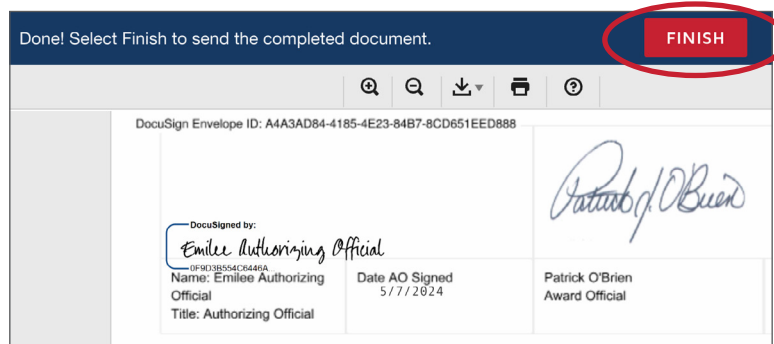 Done! Select Finish to send the completed document.
FINISH
DocuSign Envelope ID: A4A3AD84-4185-4E23-84B7-8CD651EED888
Patrick J. O'Brien
DocuSigned by:
Emilee Authorizing Official
0F9D3B554C6446A...
Name: Emilee Authorizing
Official
Title: Authorizing Official
Date AO Signed
5/7/2024
Patrick O'Brien
Award Official